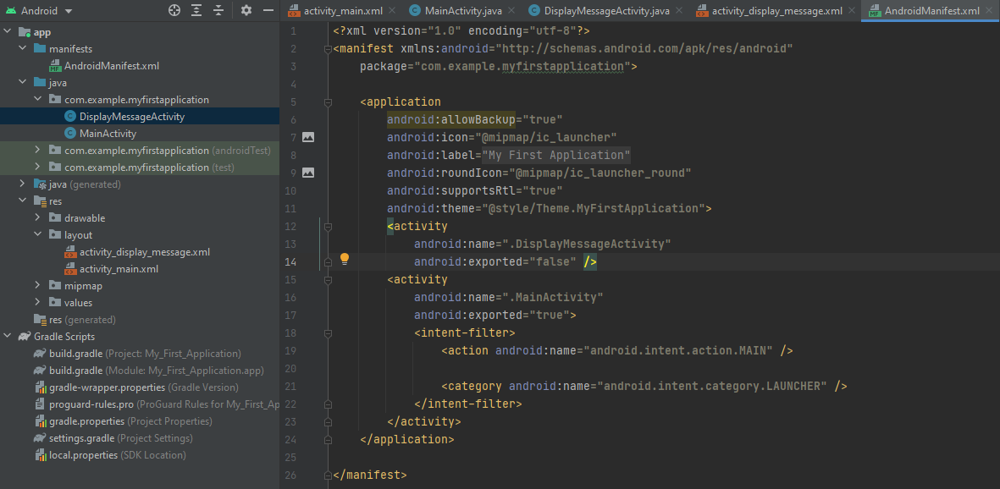 Android
app
manifests
AndroidManifest.xml
java
com.example.myfirstapplication
DisplayMessageActivity
MainActivity
com.example.myfirstapplication (androidTest)
com.example.myfirstapplication (test)
java (generated)
res
drawable
layout
activity_display_message.xml
activity_main.xml
mipmap
values
res (generated)
Gradle Scripts
build.gradle (Project: My_First_Application)
build.gradle (Module: My_First_Application.app)
gradle-wrapper.properties (Gradle Version)
proguard-rules.pro (ProGuard Rules for My_First_Ap
gradle.properties (Project Properties)
settings.gradle (Project Settings)
local.properties (SDK Location)
activity_main.xml MainActivity.java DisplayMessageActivity.java activity_display_message.xml AndroidManifest.xml
1 <?xml version="1.0" encoding="utf-8"?>
2 <manifest xmlns:android="http://schemas.android.com/apk/res/android"
3 package="com.example.myfirstapplication">
4
5 <application
6 android:allowBackup="true"
7 android:icon="@mipmap/ic_launcher"
8 android:label="My First Application"
9 android:roundIcon="@mipmap/ic_launcher_round"
10 android:supportsRtl="true"
11 android:theme="@style/Theme.MyFirstApplication">
12 <activity
13 android:name=".DisplayMessageActivity"
14 android:exported="false" />
15 <activity
16 android:name=".MainActivity"
17 android:exported="true">
18 <intent-filter>
19 <action android:name="android.intent.action.MAIN" />
20
21 <category android:name="android.intent.category.LAUNCHER" />
22 </intent-filter>
23 </activity>
24 </application>
25
26 </manifest>